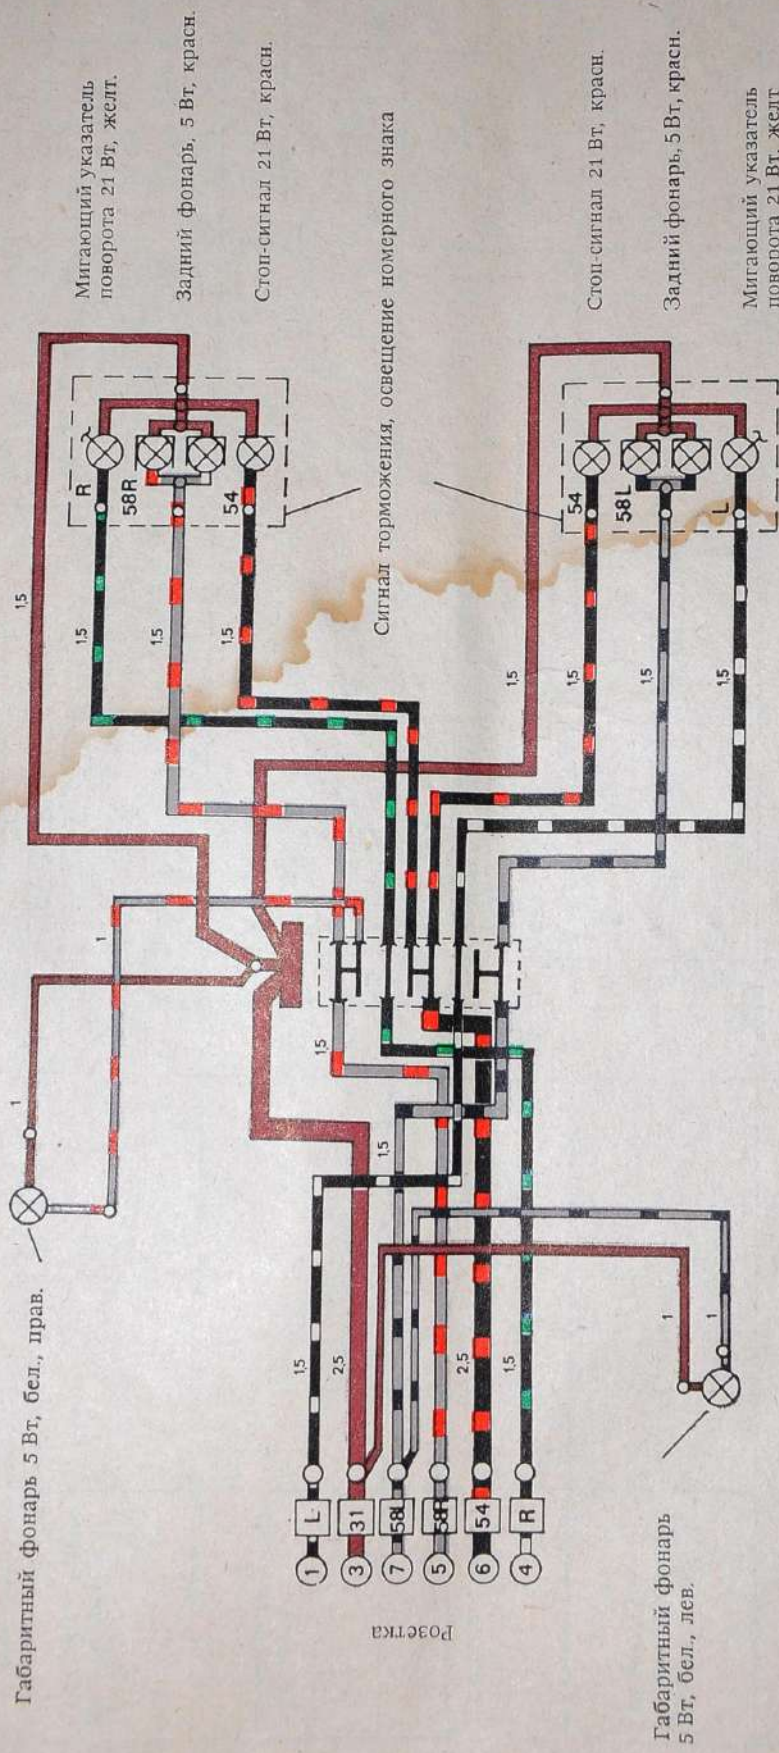 Мигающий указатель
поворота 21 Вт, желт.
Задний фонарь, 5 Вт, красн.
Стоп-сигнал 21 Вт, красн.
Сигнал торможения, освещение номерного знака
Стоп-сигнал 21 Вт, красн.
Задний фонарь, 5 Вт, красн.
Мигающий указатель
поворота 21 Вт, желт
R
58R
54
54
58L
L
1,5
1,5
1,5
1,5
1,5
1,5
1,5
1,5
1
1
1,5
1,5
1,5
2,5
2,5
1,5
1
1
Габаритный фонарь 5 Вт, бел., прав.
1 L
3 31
7 58L
5 58R
6 54
4 R
Розетка
Габаритный фонарь
5 Вт, бел., лев.